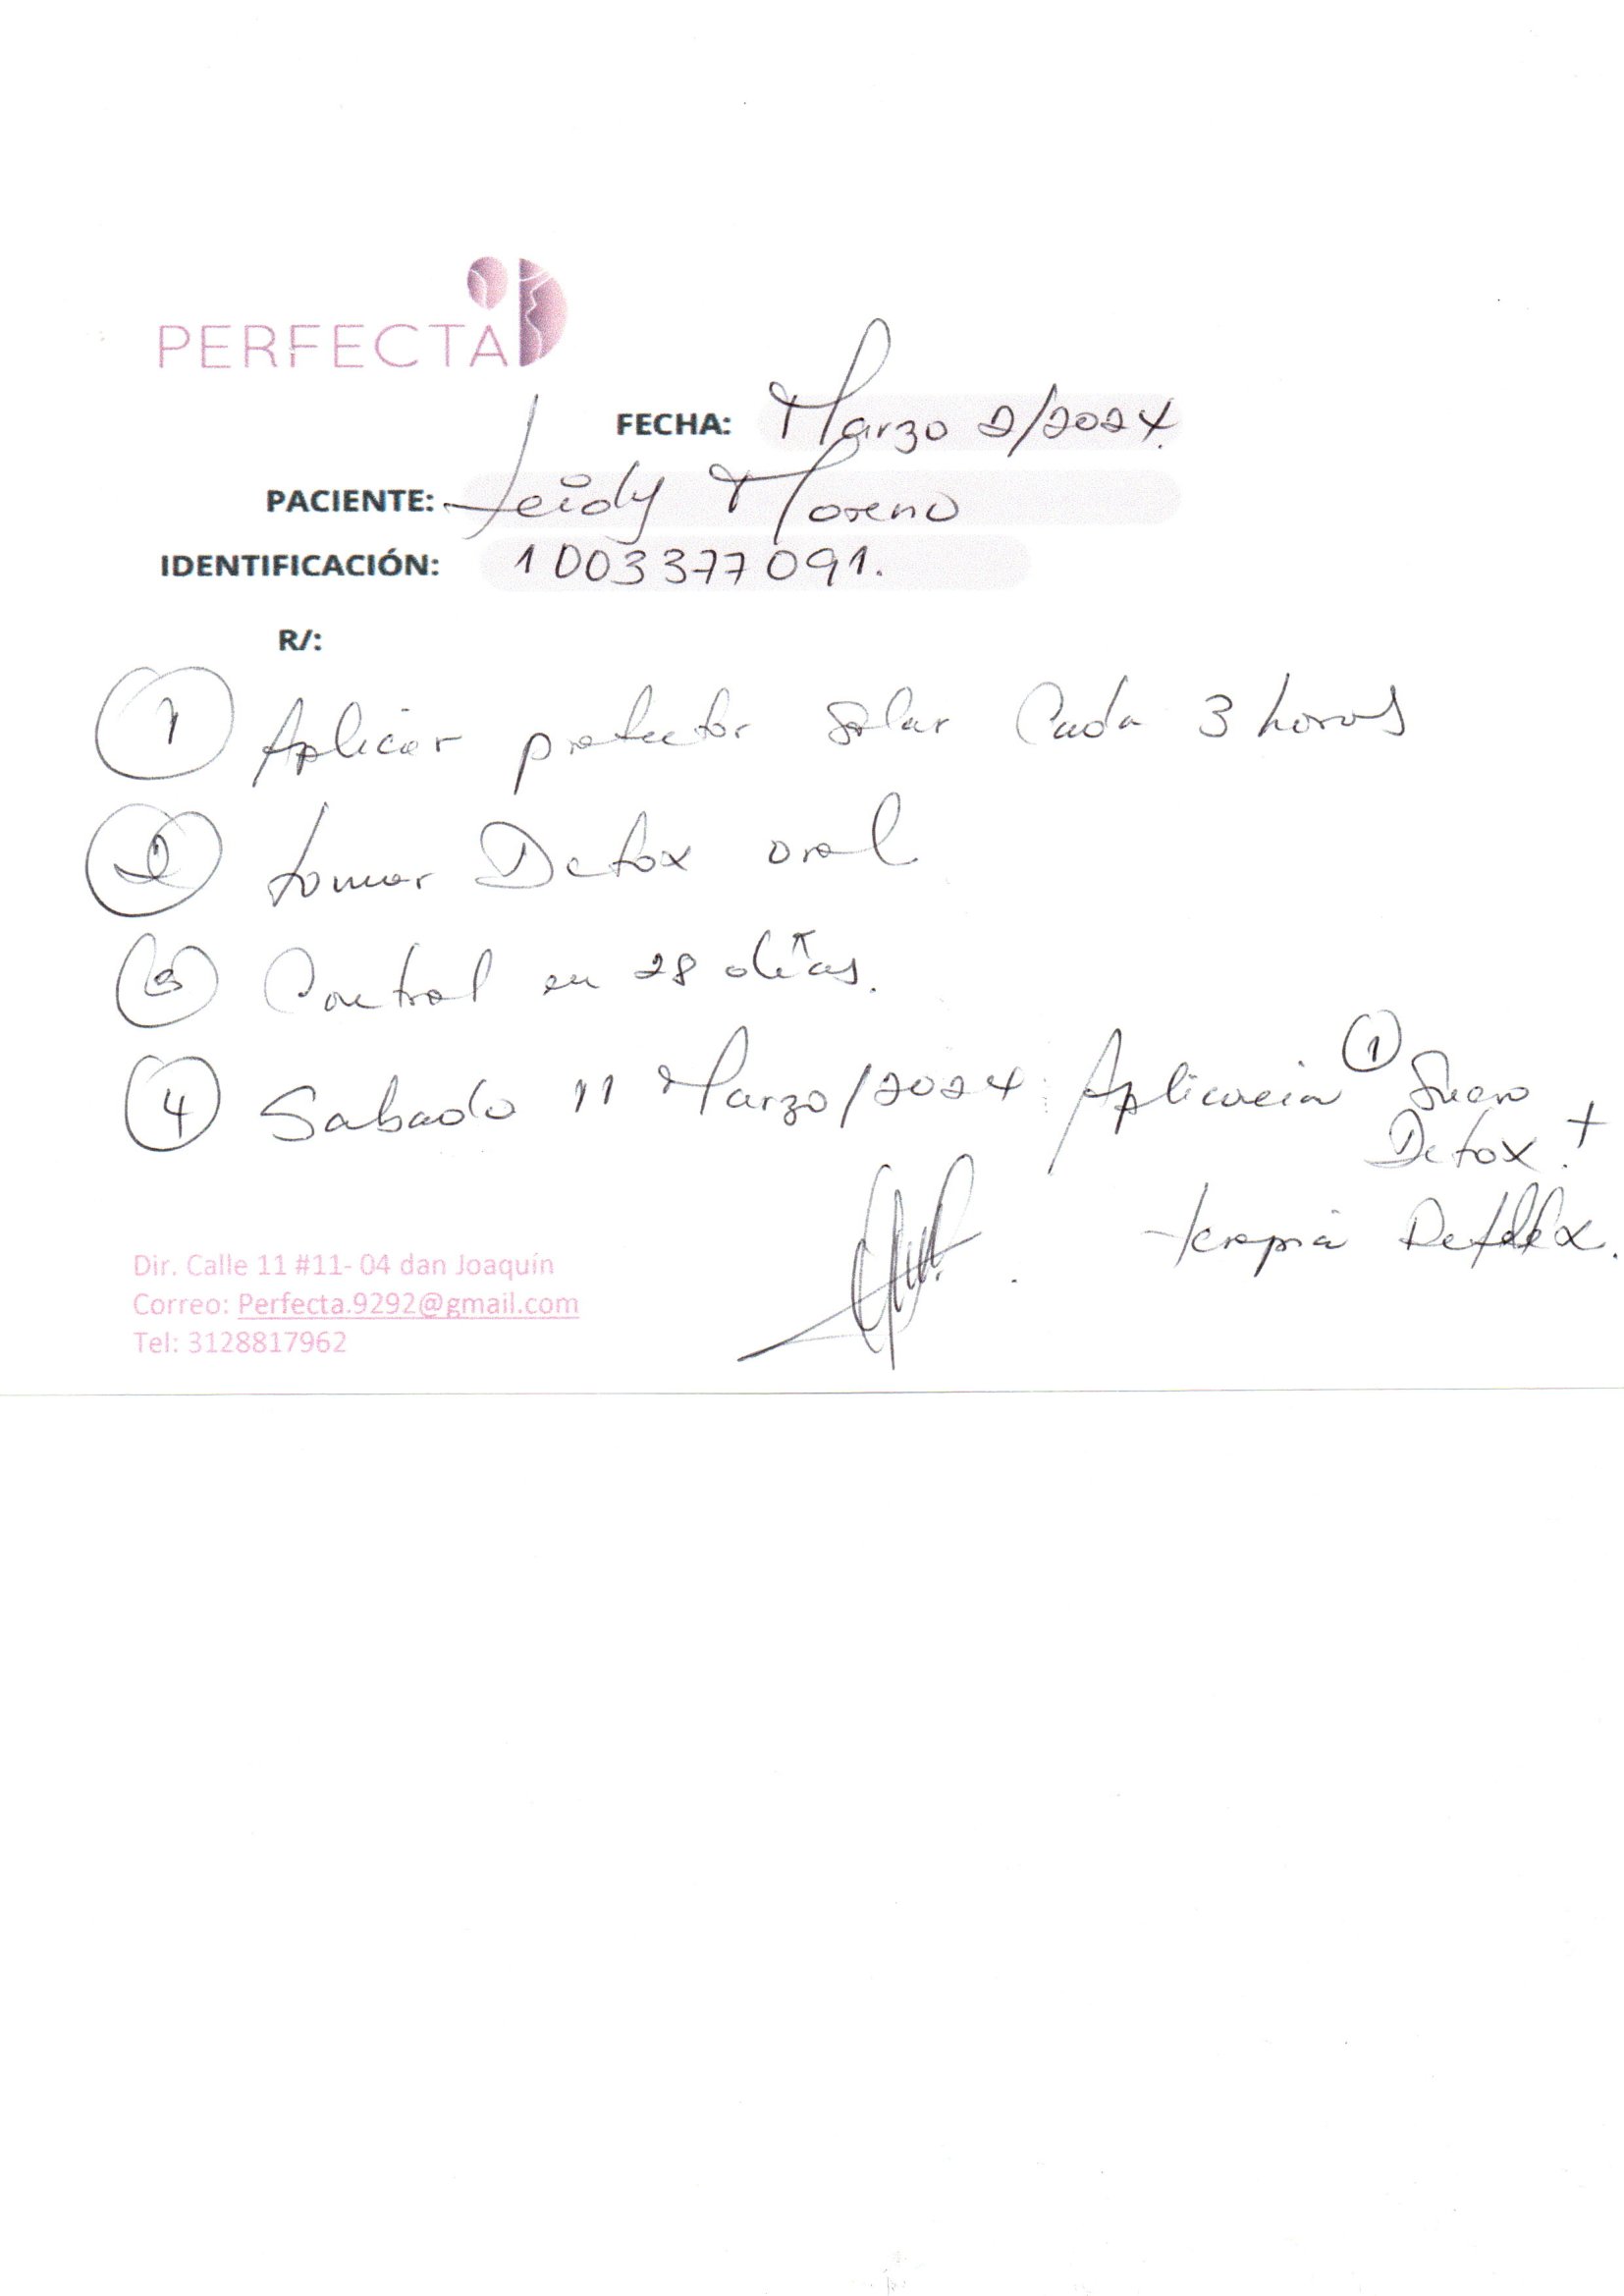 PERFECTA
FECHA: Marzo 2/2024.
PACIENTE: Leidy Moreno
IDENTIFICACIÓN: 1003377091.
R/:
1 Aplicar protector solar Cada 3 horas
2 tomar Detox oral
3 Control en 28 días.
4 Sabado 11 Marzo/2024: Aplicación 1 Suero
Detox. +
terapia Detox.
Dir. Calle 11 #11- 04 dan Joaquín
Correo: Perfecta.9292@gmail.com
Tel: 3128817962